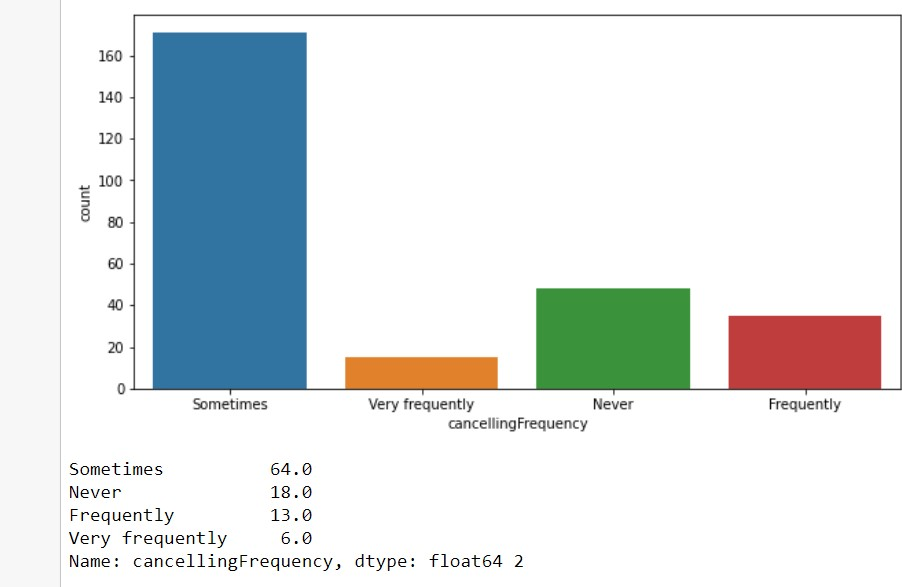 160
140
120
100
80
60
40
20
0
count
Sometimes Very frequently Never Frequently
cancellingFrequency
Sometimes 64.0
Never 18.0
Frequently 13.0
Very frequently 6.0
Name: cancellingFrequency, dtype: float64 2